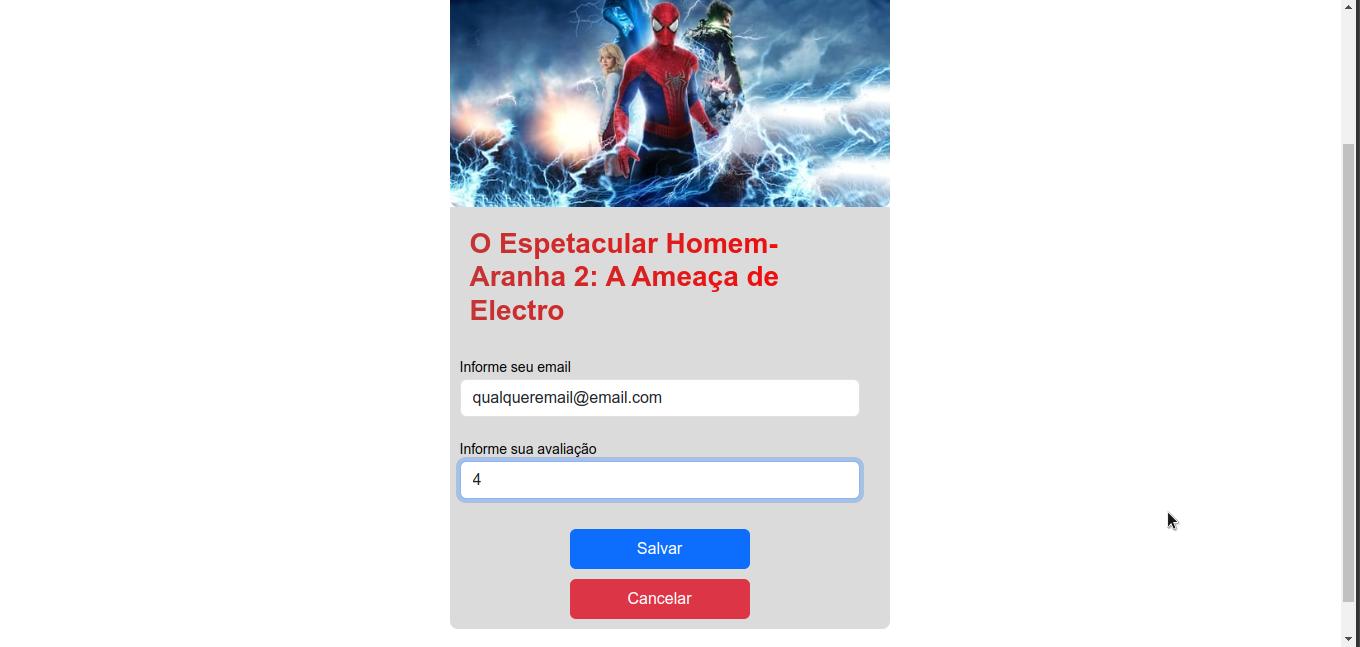 O Espetacular Homem-
Aranha 2: A Ameaça de
Electro
Informe seu email
qualqueremail@email.com
Informe sua avaliação
4
Salvar
Cancelar